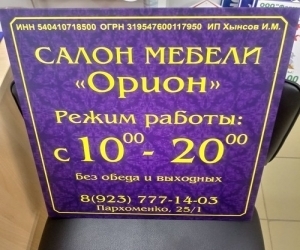 ИНН 540410718500 ОГРН 319547600117950 ИП Хынсов И.М.
САЛОН МЕБЕЛИ
«Орион»
Режим работы:
с 10⁰⁰ - 20⁰⁰
Без обеда и выходных
8(923) 777-14-03
Пархоменко, 25/1